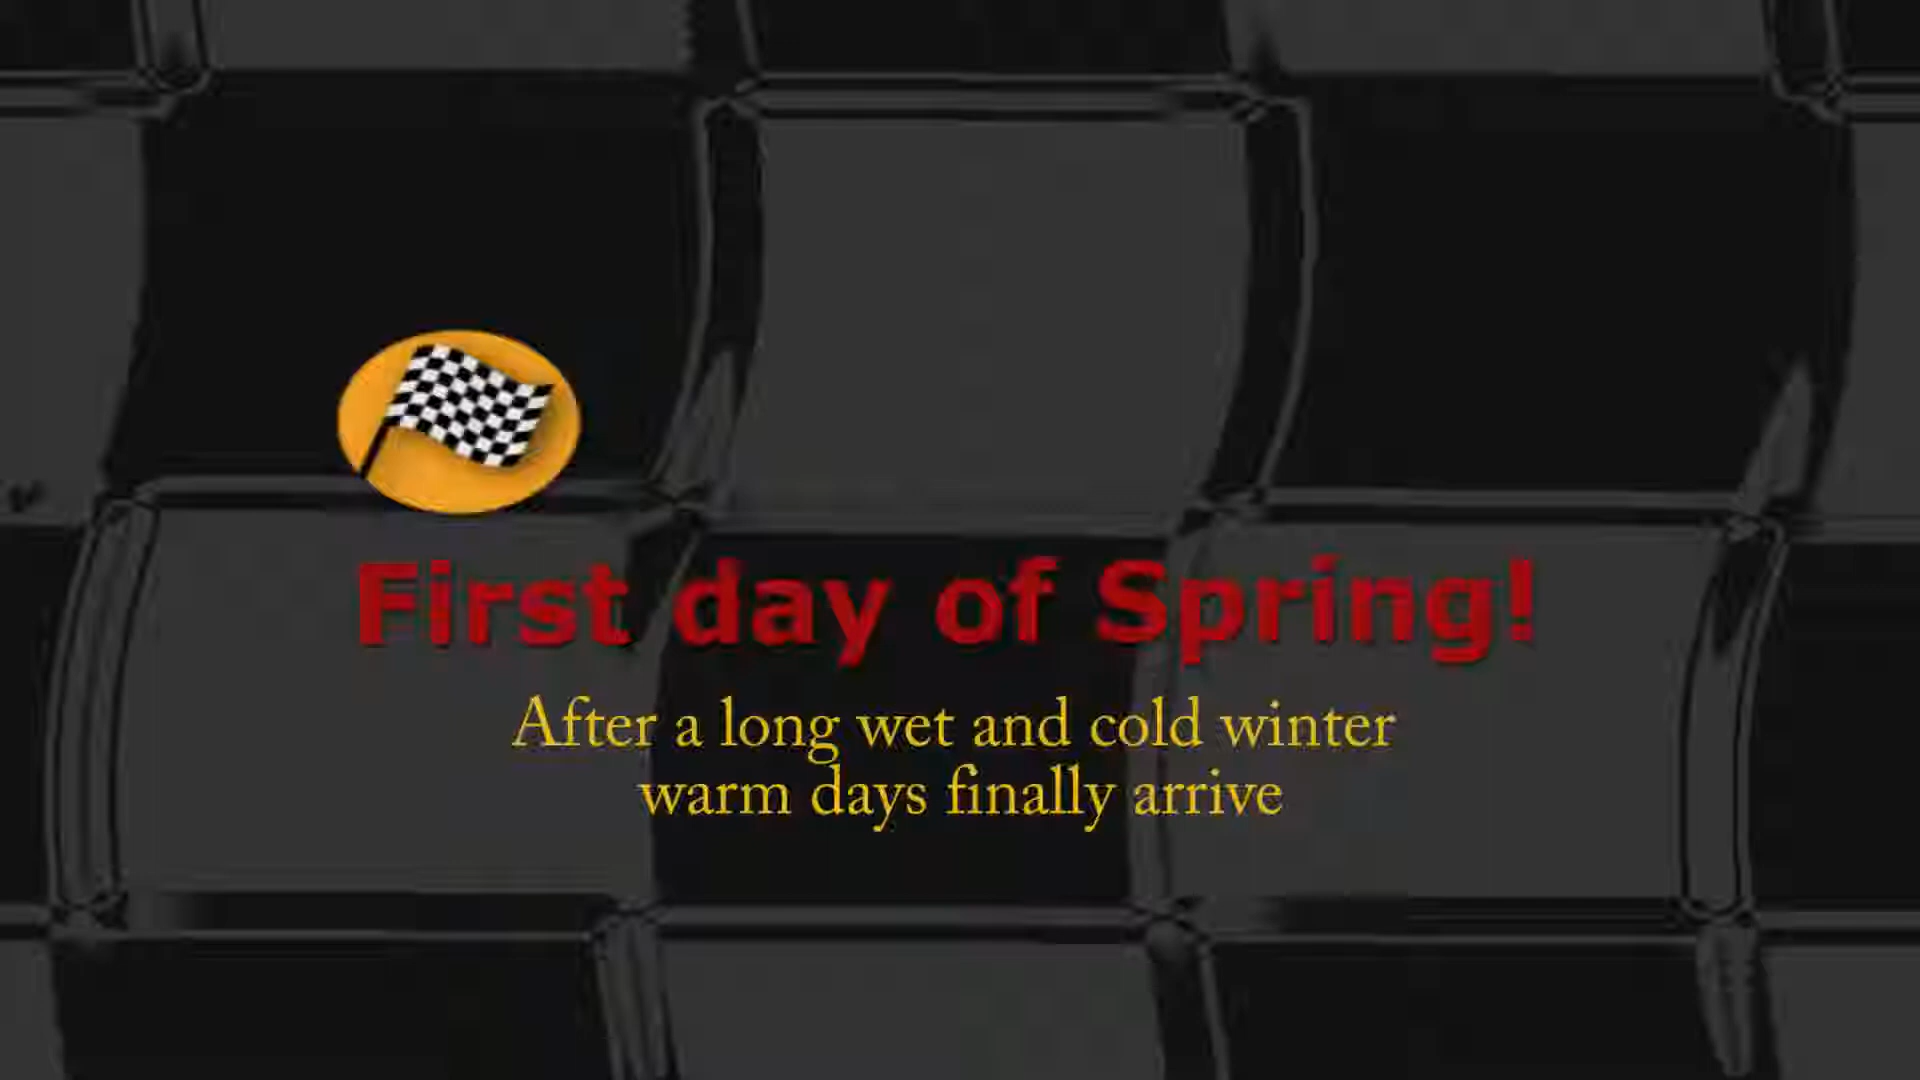 First day of Spring!
After a long wet and cold winter
warm days finally arrive